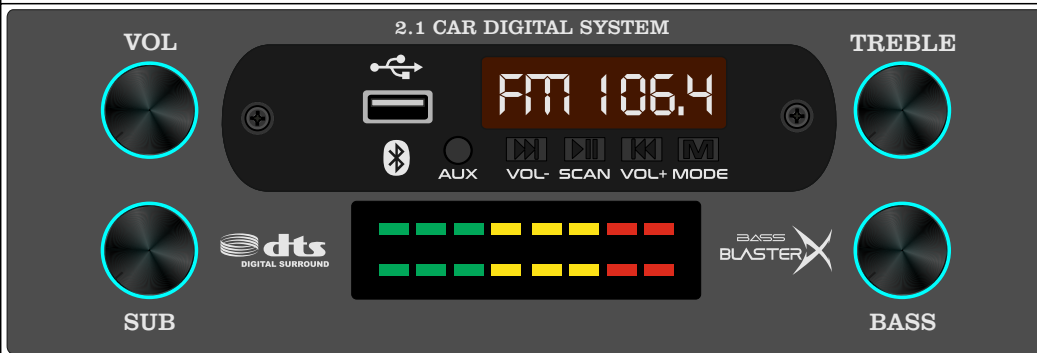 2.1 CAR DIGITAL SYSTEM
VOL
TREBLE
FM 106.4
AUX
VOL- SCAN VOL+ MODE
M
dts
DIGITAL SURROUND
BASS
BLASTERX
SUB
BASS